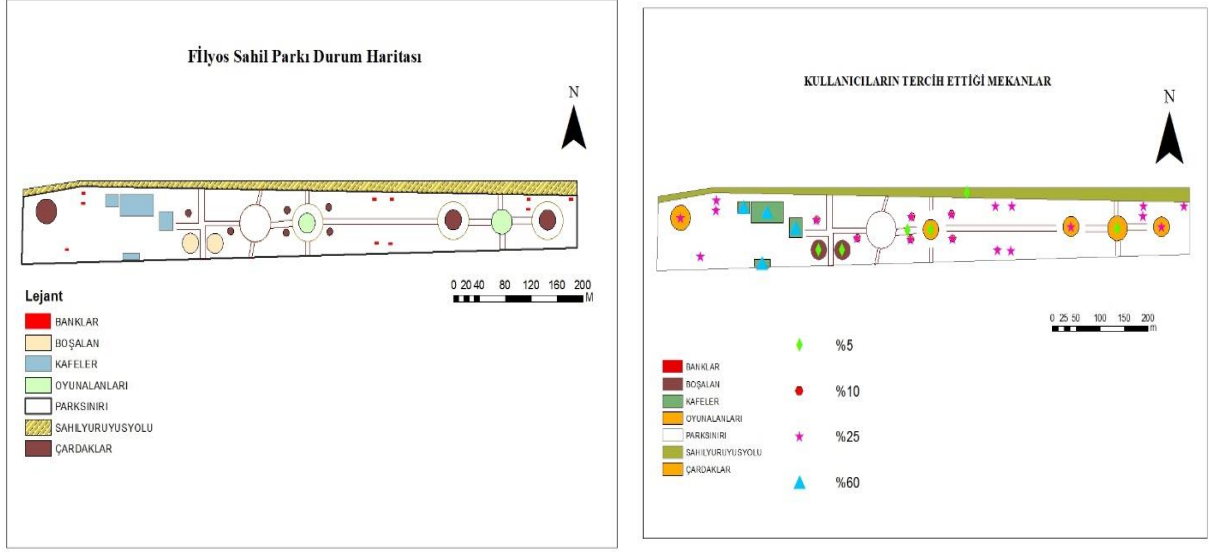 Fİlyos Sahil Parkı Durum Haritası
N
0 20 40 80 120 160 200
M
Lejant
BANKLAR
BOŞALAN
KAFELER
OYUNALANLARI
PARKSINIRI
SAHILYURUYUSYOLU
ÇARDAKLAR
KULLANICILARIN TERCİH ETTİĞİ MEKANLAR
N
0 25 50 100 150 200
m
BANKLAR
BOŞALAN
KAFELER
OYUNALANLARI
PARKSINIRI
SAHILYURUYUSYOLU
ÇARDAKLAR
%5
%10
%25
%60